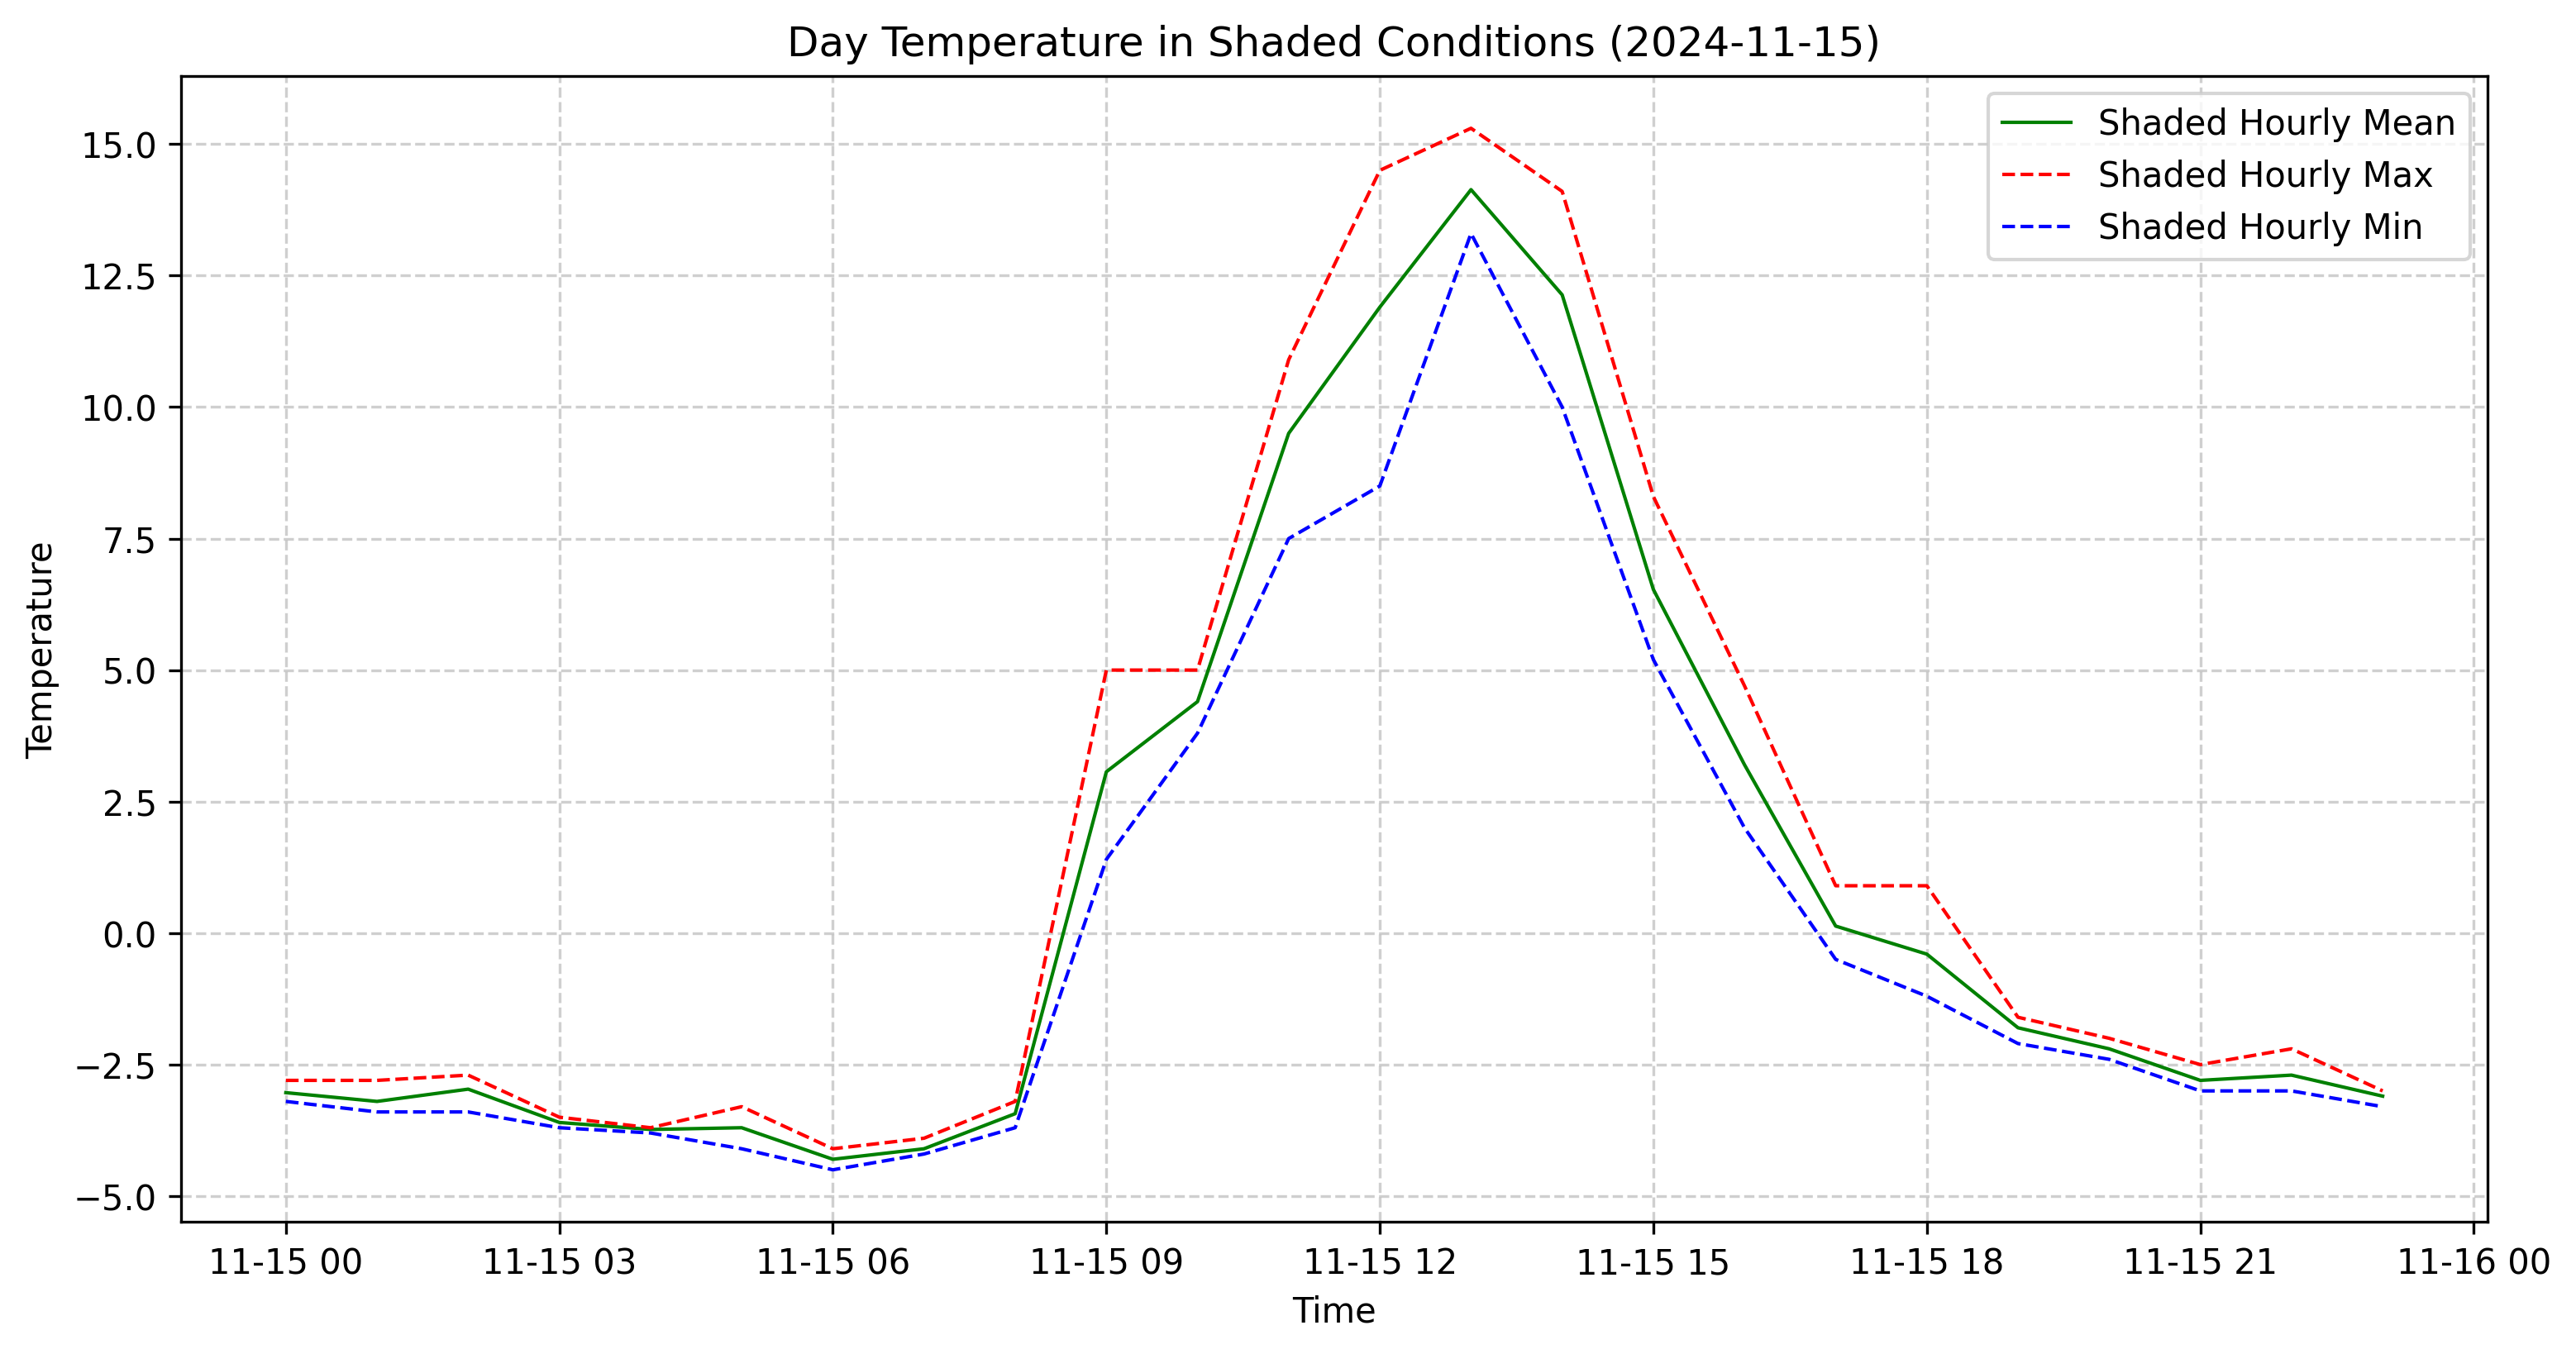 Day Temperature in Shaded Conditions (2024-11-15)
Shaded Hourly Mean
Shaded Hourly Max
Shaded Hourly Min
Temperature
15.0
12.5
10.0
7.5
5.0
2.5
0.0
−2.5
−5.0
11-15 00 11-15 03 11-15 06 11-15 09 11-15 12 11-15 15 11-15 18 11-15 21 11-16 00
Time